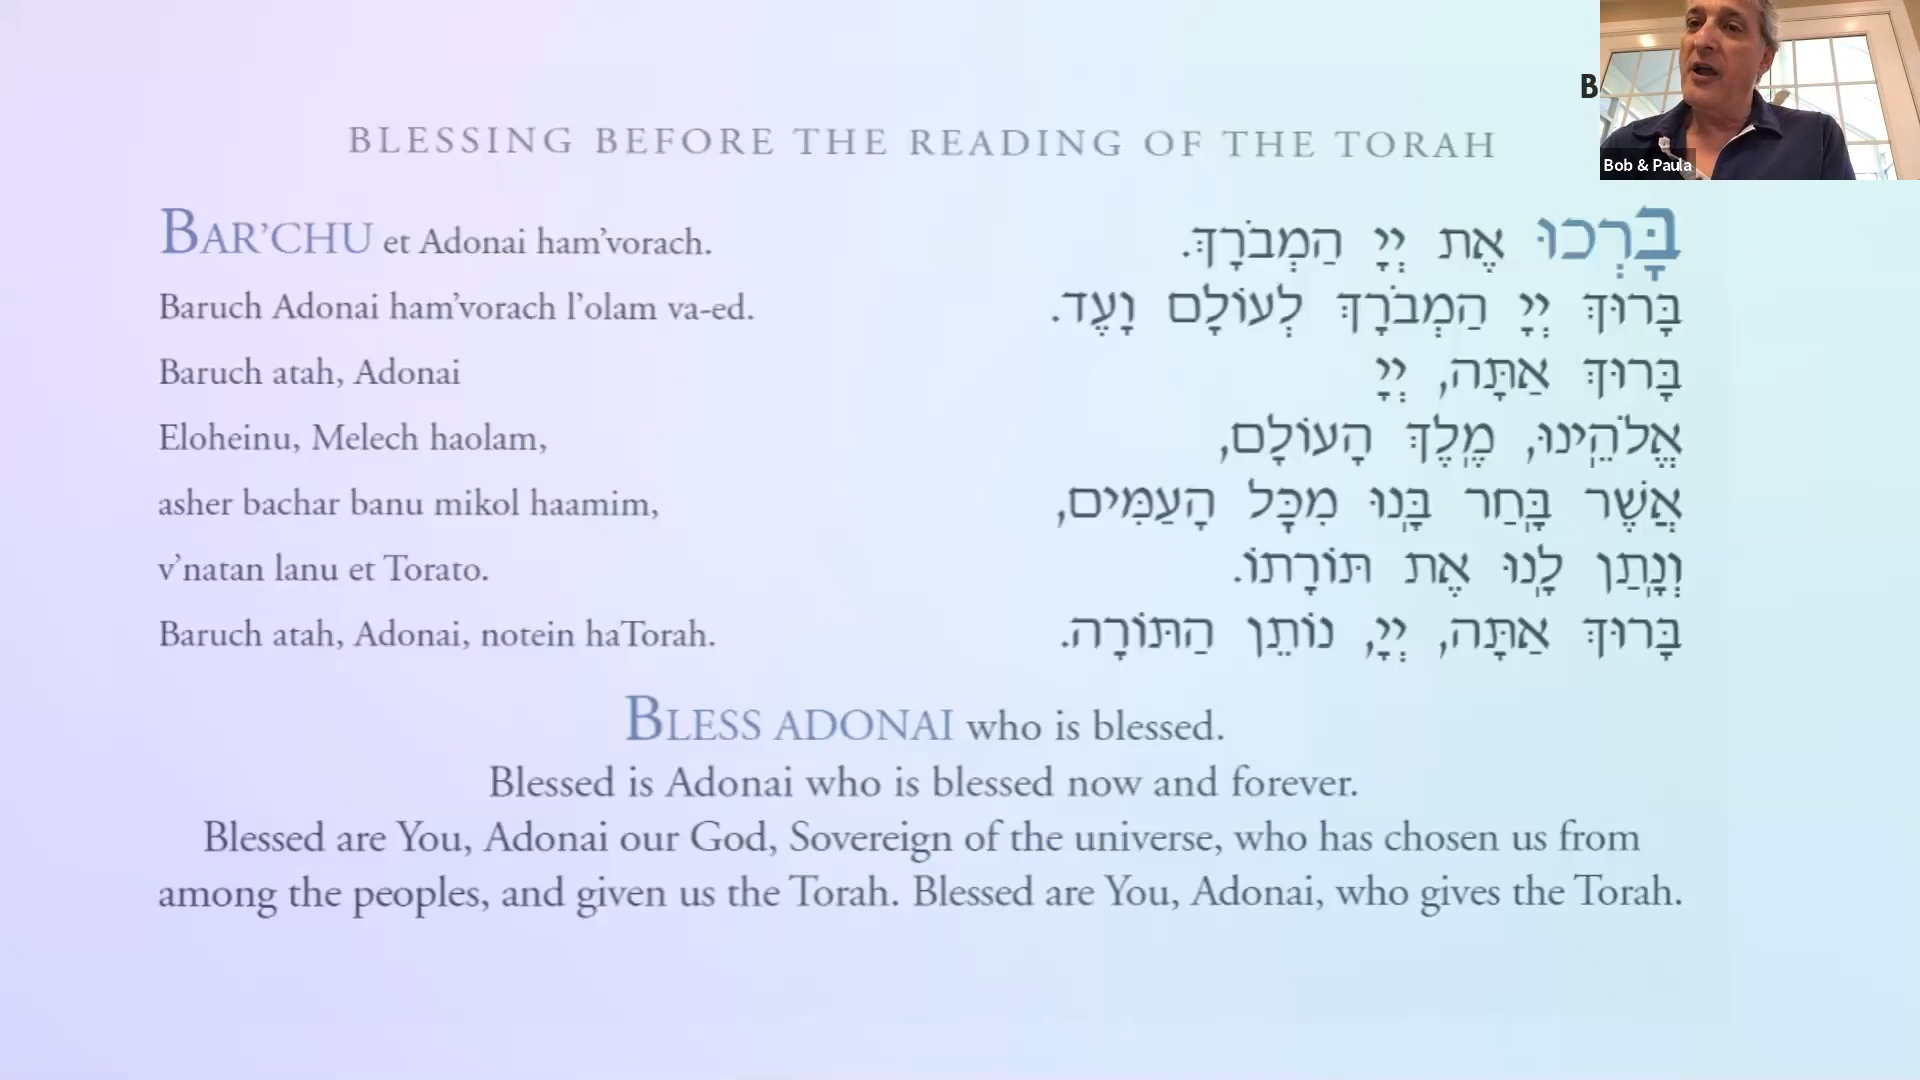 BLESSING BEFORE THE READING OF THE TORAH
B
Bob & Paula
BAR’CHU et Adonai ham’vorach.
Baruch Adonai ham’vorach l’olam va-ed.
Baruch atah, Adonai
Eloheinu, Melech haolam,
asher bachar banu mikol haamim,
v’natan lanu et Torato.
Baruch atah, Adonai, notein haTorah.
בָּרְכוּ אֶת יְיָ הַמְבֹרָךְ.
בָּרוּךְ יְיָ הַמְבֹרָךְ לְעוֹלָם וָעֶד.
בָּרוּךְ אַתָּה, יְיָ
אֱלֹהֵֽינוּ, מֶֽלֶךְ הָעוֹלָם,
אֲשֶׁר בָּֽחַר בָּֽנוּ מִכָּל הָעַמִּים,
וְנָֽתַן לָֽנוּ אֶת תּוֹרָתוֹ.
בָּרוּךְ אַתָּה, יְיָ, נוֹתֵן הַתּוֹרָה.
BLESS ADONAI who is blessed.
Blessed is Adonai who is blessed now and forever.
Blessed are You, Adonai our God, Sovereign of the universe, who has chosen us from
among the peoples, and given us the Torah. Blessed are You, Adonai, who gives the Torah.